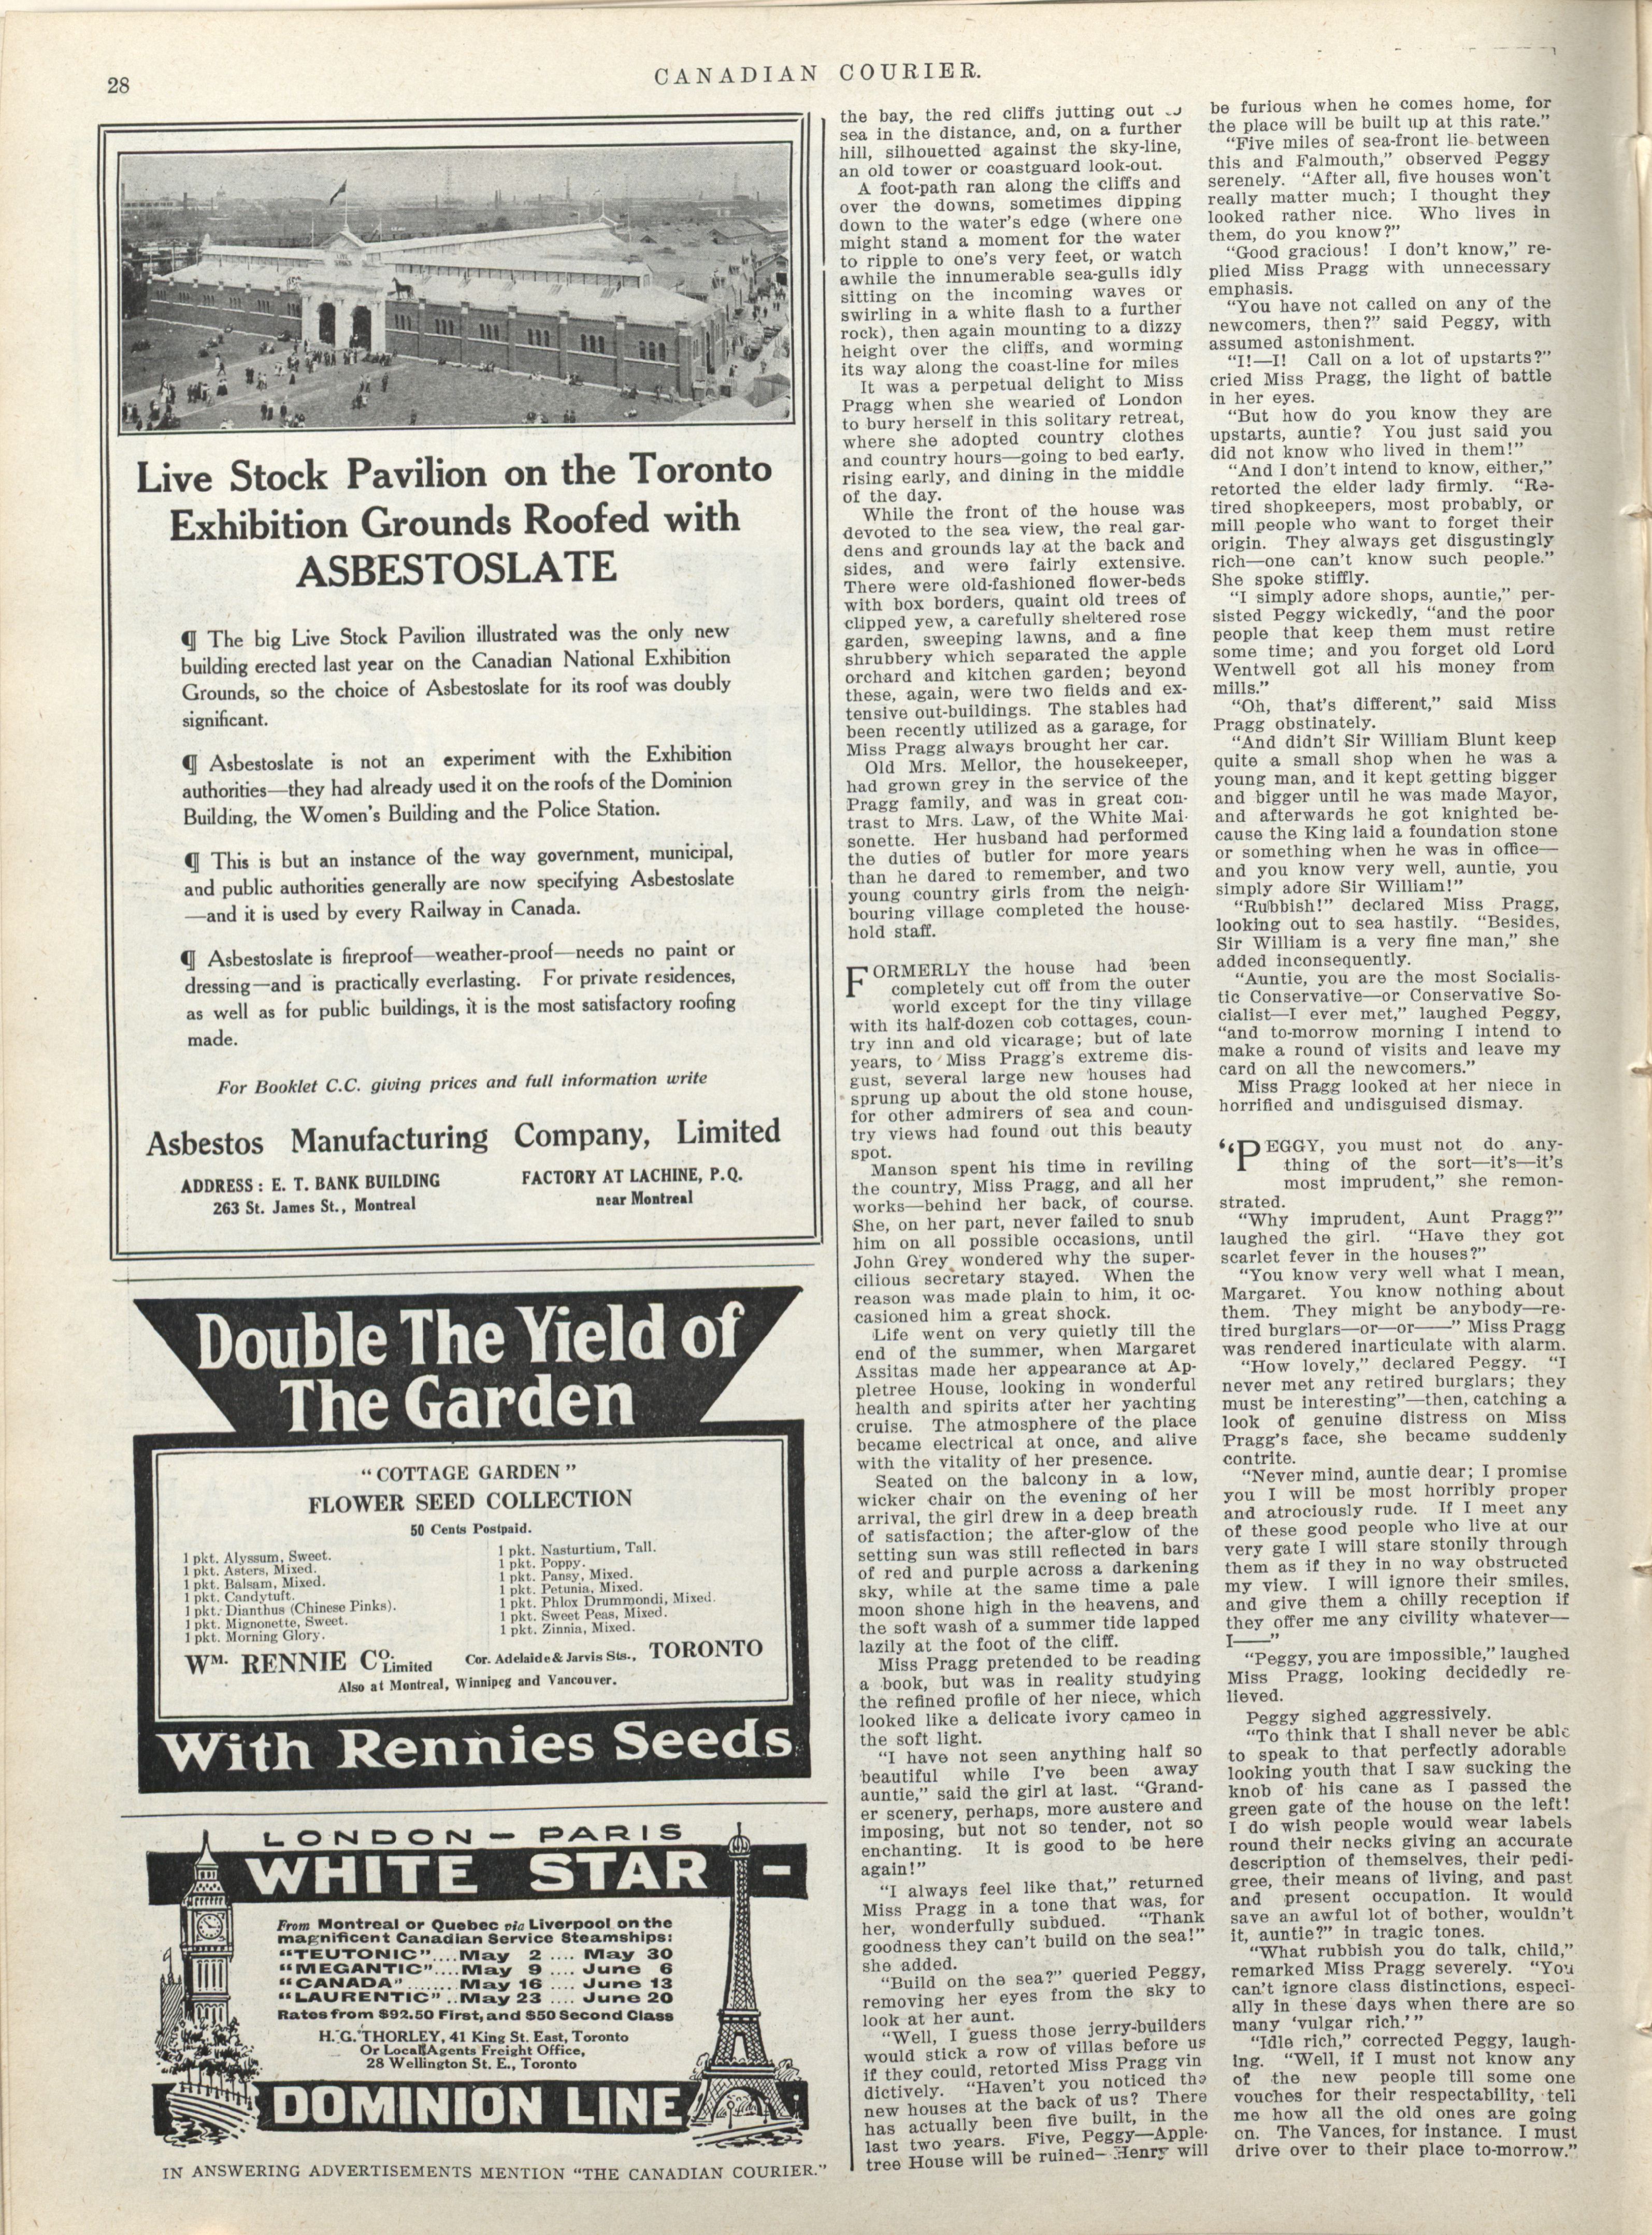 28
CANADIAN COURIER.
Live Stock Pavilion on the Toronto
Exhibition Grounds Roofed with
ASBESTOSLATE
¶ The big Live Stock Pavilion illustrated was the only new
building erected last year on the Canadian National Exhibition
Grounds, so the choice of Asbestoslate for its roof was doubly
significant.
¶ Asbestoslate is not an experiment with the Exhibition
authorities—they had already used it on the roofs of the Dominion
Building, the Women's Building and the Police Station.
¶ This is but an instance of the way government, municipal,
and public authorities generally are now specifying Asbestoslate
—and it is used by every Railway in Canada.
¶ Asbestoslate is fireproof—weather-proof—needs no paint or
dressing—and is practically everlasting. For private residences,
as well as for public buildings, it is the most satisfactory roofing
made.
For Booklet C.C. giving prices and full information write
Asbestos Manufacturing Company, Limited
ADDRESS : E. T. BANK BUILDING
263 St. James St., Montreal
FACTORY AT LACHINE, P.Q.
near Montreal
Double The Yield of
The Garden
"COTTAGE GARDEN"
FLOWER SEED COLLECTION
50 Cents Postpaid.
1 pkt. Alyssum, Sweet.
1 pkt. Asters, Mixed.
1 pkt. Balsam, Mixed.
1 pkt. Candytuft.
1 pkt. Dianthus (Chinese Pinks).
1 pkt. Mignonette, Sweet.
1 pkt. Morning Glory.
1 pkt. Nasturtium, Tall.
1 pkt. Poppy.
1 pkt. Pansy, Mixed.
1 pkt. Petunia, Mixed.
1 pkt. Phlox Drummondi, Mixed.
1 pkt. Sweet Peas, Mixed.
1 pkt. Zinnia, Mixed.
WM. RENNIE CO. Limited Cor. Adelaide & Jarvis Sts., TORONTO
Also at Montreal, Winnipeg and Vancouver.
With Rennies Seeds
LONDON — PARIS
WHITE STAR —
From Montreal or Quebec via Liverpool on the
magnificent Canadian Service Steamships:
"TEUTONIC"....May 2 .... May 30
"MEGANTIC"....May 9 .... June 6
"CANADA".......May 16 .... June 13
"LAURENTIC"..May 23 .... June 20
Rates from $92.50 First, and $50 Second Class
H. G. THORLEY, 41 King St. East, Toronto
Or Local Agents Freight Office,
28 Wellington St. E., Toronto
DOMINION LINE
IN ANSWERING ADVERTISEMENTS MENTION "THE CANADIAN COURIER."
the bay, the red cliffs jutting out
sea in the distance, and, on a further
hill, silhouetted against the sky-line,
an old tower or coastguard look-out.
A foot-path ran along the cliffs and
over the downs, sometimes dipping
down to the water's edge (where one
might stand a moment for the water
to ripple to one's very feet, or watch
awhile the innumerable sea-gulls idly
sitting on the incoming waves or
swirling in a white flash to a further
rock), then again mounting to a dizzy
height over the cliffs, and worming
its way along the coast-line for miles
It was a perpetual delight to Miss
Pragg when she wearied of London
to bury herself in this solitary retreat,
where she adopted country clothes
and country hours—going to bed early.
rising early, and dining in the middle
of the day.
While the front of the house was
devoted to the sea view, the real gar-
dens and grounds lay at the back and
sides, and were fairly extensive.
There were old-fashioned flower-beds
with box borders, quaint old trees of
clipped yew, a carefully sheltered rose
garden, sweeping lawns, and a fine
shrubbery which separated the apple
orchard and kitchen garden; beyond
these, again, were two fields and ex-
tensive out-buildings. The stables had
been recently utilized as a garage, for
Miss Pragg always brought her car.
Old Mrs. Mellor, the housekeeper,
had grown grey in the service of the
Pragg family, and was in great con-
trast to Mrs. Law, of the White Mai-
sonette. Her husband had performed
the duties of butler for more years
than he dared to remember, and two
young country girls from the neigh-
bouring village completed the house-
hold staff.
FORMERLY the house had been
completely cut off from the outer
world except for the tiny village
with its half-dozen cob cottages, coun-
try inn and old vicarage; but of late
years, to Miss Pragg's extreme dis-
gust, several large new houses had
sprung up about the old stone house,
for other admirers of sea and coun-
try views had found out this beauty
spot.
Manson spent his time in reviling
the country, Miss Pragg, and all her
works—behind her back, of course.
She, on her part, never failed to snub
him on all possible occasions, until
John Grey wondered why the super-
cilious secretary stayed. When the
reason was made plain to him, it oc-
casioned him a great shock.
Life went on very quietly till the
end of the summer, when Margaret
Assitas made her appearance at Ap-
pletree House, looking in wonderful
health and spirits after her yachting
cruise. The atmosphere of the place
became electrical at once, and alive
with the vitality of her presence.
Seated on the balcony in a low,
wicker chair on the evening of her
arrival, the girl drew in a deep breath
of satisfaction; the after-glow of the
setting sun was still reflected in bars
of red and purple across a darkening
sky, while at the same time a pale
moon shone high in the heavens, and
the soft wash of a summer tide lapped
lazily at the foot of the cliff.
Miss Pragg pretended to be reading
a book, but was in reality studying
the refined profile of her niece, which
looked like a delicate ivory cameo in
the soft light.
"I have not seen anything half so
beautiful while I've been away
auntie," said the girl at last. "Grand-
er scenery, perhaps, more austere and
imposing, but not so tender, not so
enchanting. It is good to be here
again!"
"I always feel like that," returned
Miss Pragg in a tone that was, for
her, wonderfully subdued. "Thank
goodness they can't build on the sea!"
she added.
"Build on the sea?" queried Peggy,
removing her eyes from the sky to
look at her aunt.
"Well, I guess those jerry-builders
would stick a row of villas before us
if they could, retorted Miss Pragg vin
dictively. "Haven't you noticed the
new houses at the back of us? There
has actually been five built, in the
last two years. Five, Peggy—Apple-
tree House will be ruined—Henry will
be furious when he comes home, for
the place will be built up at this rate."
"Five miles of sea-front lie between
this and Falmouth," observed Peggy
serenely. "After all, five houses won't
really matter much; I thought they
looked rather nice. Who lives in
them, do you know?"
"Good gracious! I don't know," re-
plied Miss Pragg with unnecessary
emphasis.
"You have not called on any of the
newcomers, then?" said Peggy, with
assumed astonishment.
"I!—I! Call on a lot of upstarts?"
cried Miss Pragg, the light of battle
in her eyes.
"But how do you know they are
upstarts, auntie? You just said you
did not know who lived in them!"
"And I don't intend to know, either,"
retorted the elder lady firmly. "Re-
tired shopkeepers, most probably, or
mill people who want to forget their
origin. They always get disgustingly
rich—one can't know such people."
She spoke stiffly.
"I simply adore shops, auntie," per-
sisted Peggy wickedly, "and the poor
people that keep them must retire
some time; and you forget old Lord
Wentwell got all his money from
mills."
"Oh, that's different," said Miss
Pragg obstinately.
"And didn't Sir William Blunt keep
quite a small shop when he was a
young man, and it kept getting bigger
and bigger until he was made Mayor,
and afterwards he got knighted be-
cause the King laid a foundation stone
or something when he was in office—
and you know very well, auntie, you
simply adore Sir William!"
"Rubbish!" declared Miss Pragg,
looking out to sea hastily. "Besides,
Sir William is a very fine man," she
added inconsequently.
"Auntie, you are the most Socialis-
tic Conservative—or Conservative So-
cialist—I ever met," laughed Peggy,
"and to-morrow morning I intend to
make a round of visits and leave my
card on all the newcomers."
Miss Pragg looked at her niece in
horrified and undisguised dismay.
"PEGGY, you must not do any-
thing of the sort—it's—it's
most imprudent," she remon-
strated.
"Why imprudent, Aunt Pragg?"
laughed the girl. "Have they got
scarlet fever in the houses?"
"You know very well what I mean,
Margaret. You know nothing about
them. They might be anybody—re-
tired burglars—or—or——" Miss Pragg
was rendered inarticulate with alarm.
"How lovely," declared Peggy. "I
never met any retired burglars; they
must be interesting"—then, catching a
look of genuine distress on Miss
Pragg's face, she became suddenly
contrite.
"Never mind, auntie dear; I promise
you I will be most horribly proper
and atrociously rude. If I meet any
of these good people who live at our
very gate I will stare stonily through
them as if they in no way obstructed
my view. I will ignore their smiles,
and give them a chilly reception if
they offer me any civility whatever—
I——"
"Peggy, you are impossible," laughed
Miss Pragg, looking decidedly re-
lieved.
Peggy sighed aggressively.
"To think that I shall never be able
to speak to that perfectly adorable
looking youth that I saw sucking the
knob of his cane as I passed the
green gate of the house on the left!
I do wish people would wear labels
round their necks giving an accurate
description of themselves, their pedi-
gree, their means of living, and past
and present occupation. It would
save an awful lot of bother, wouldn't
it, auntie?" in tragic tones.
"What rubbish you do talk, child,"
remarked Miss Pragg severely. "You
can't ignore class distinctions, especi-
ally in these days when there are so
many 'vulgar rich.'"
"Idle rich," corrected Peggy, laugh-
ing. "Well, if I must not know any
of the new people till some one
vouches for their respectability, tell
me how all the old ones are going
on. The Vances, for instance. I must
drive over to their place to-morrow."